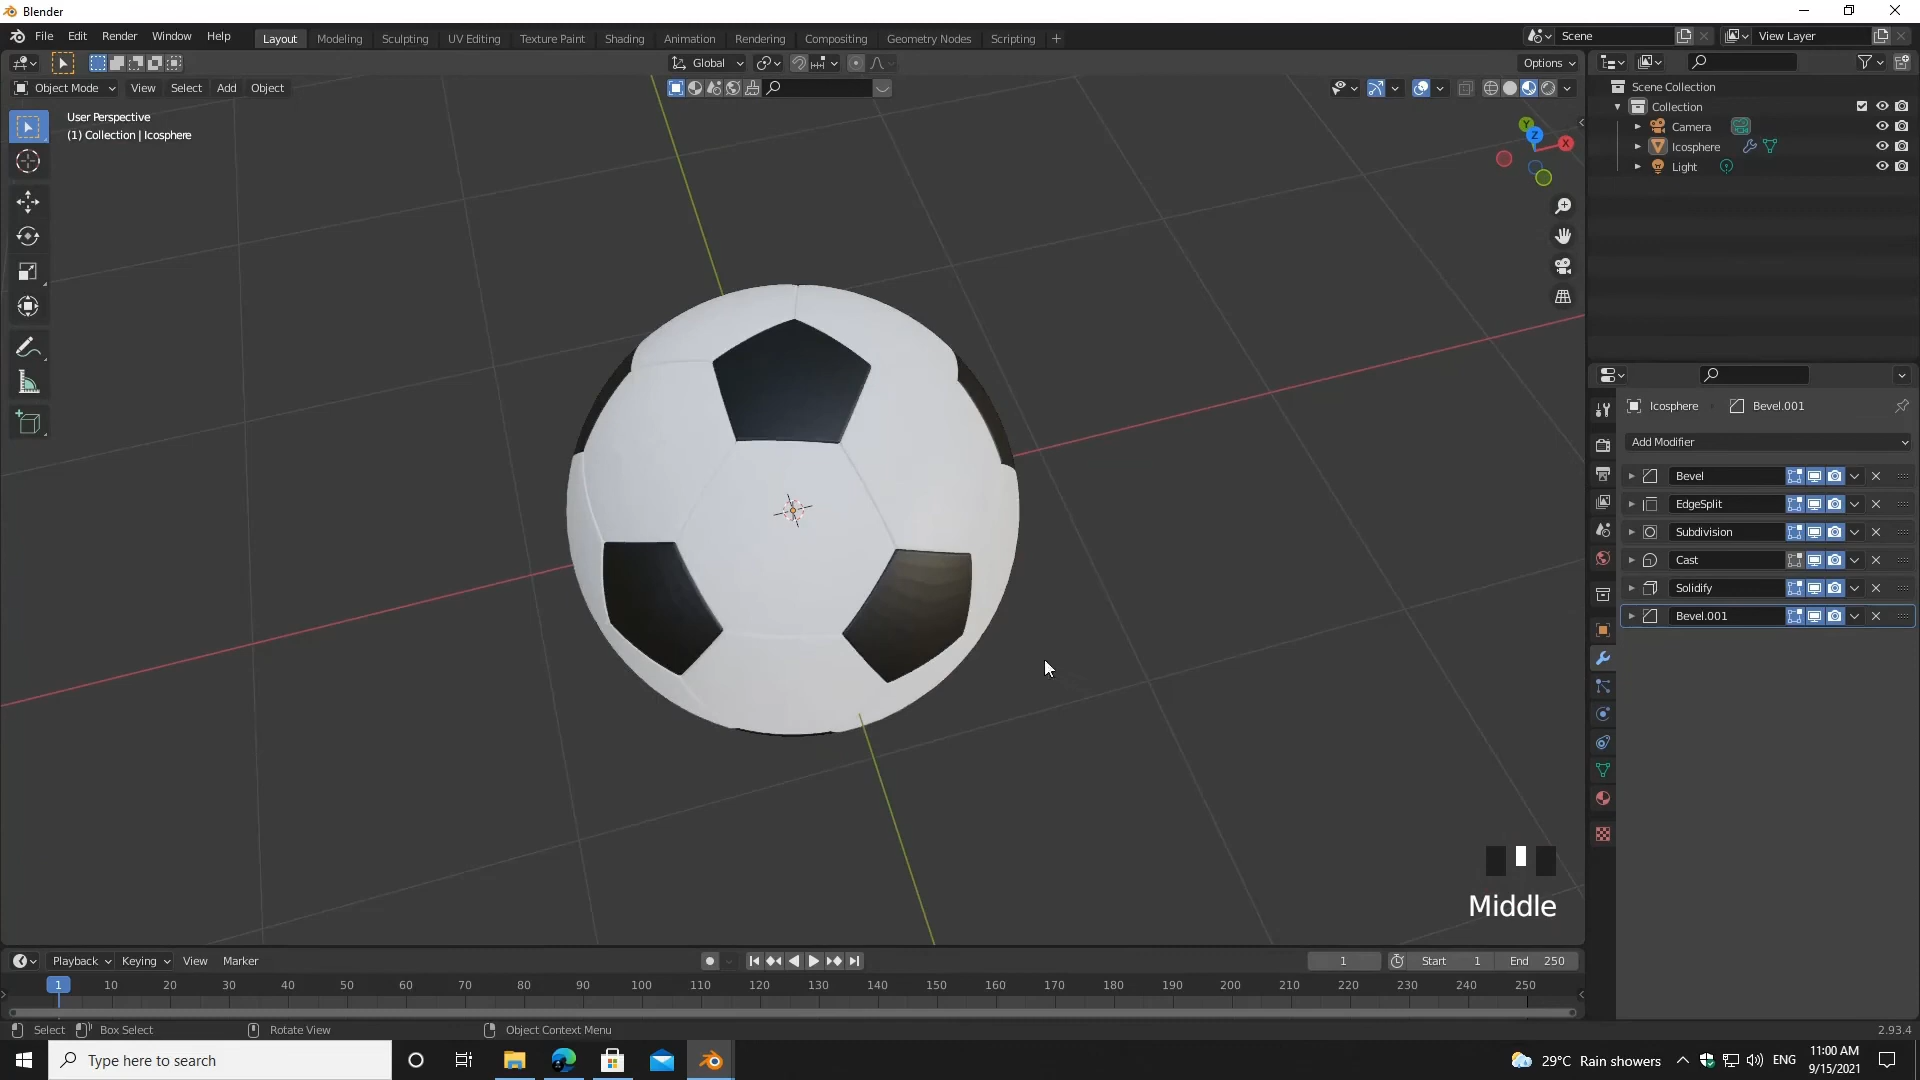 Blender
File Edit Render Window Help Layout Modeling Sculpting UV Editing Texture Paint Shading Animation Rendering Compositing Geometry Nodes Scripting + Scene View Layer
Global Options
Object Mode View Select Add Object
User Perspective
(1) Collection | Icosphere
Y
Z
X
Scene Collection
Collection
Camera
Icosphere
Light
Icosphere Bevel.001
Add Modifier
Bevel
EdgeSplit
Subdivision
Cast
Solidify
Bevel.001
Middle
Playback Keying View Marker 1 Start 1 End 250
1 10 20 30 40 50 60 70 80 90 100 110 120 130 140 150 160 170 180 190 200 210 220 230 240 250
Select Box Select Rotate View Object Context Menu 2.93.4
Type here to search 29°C Rain showers ENG 11:00 AM
9/15/2021